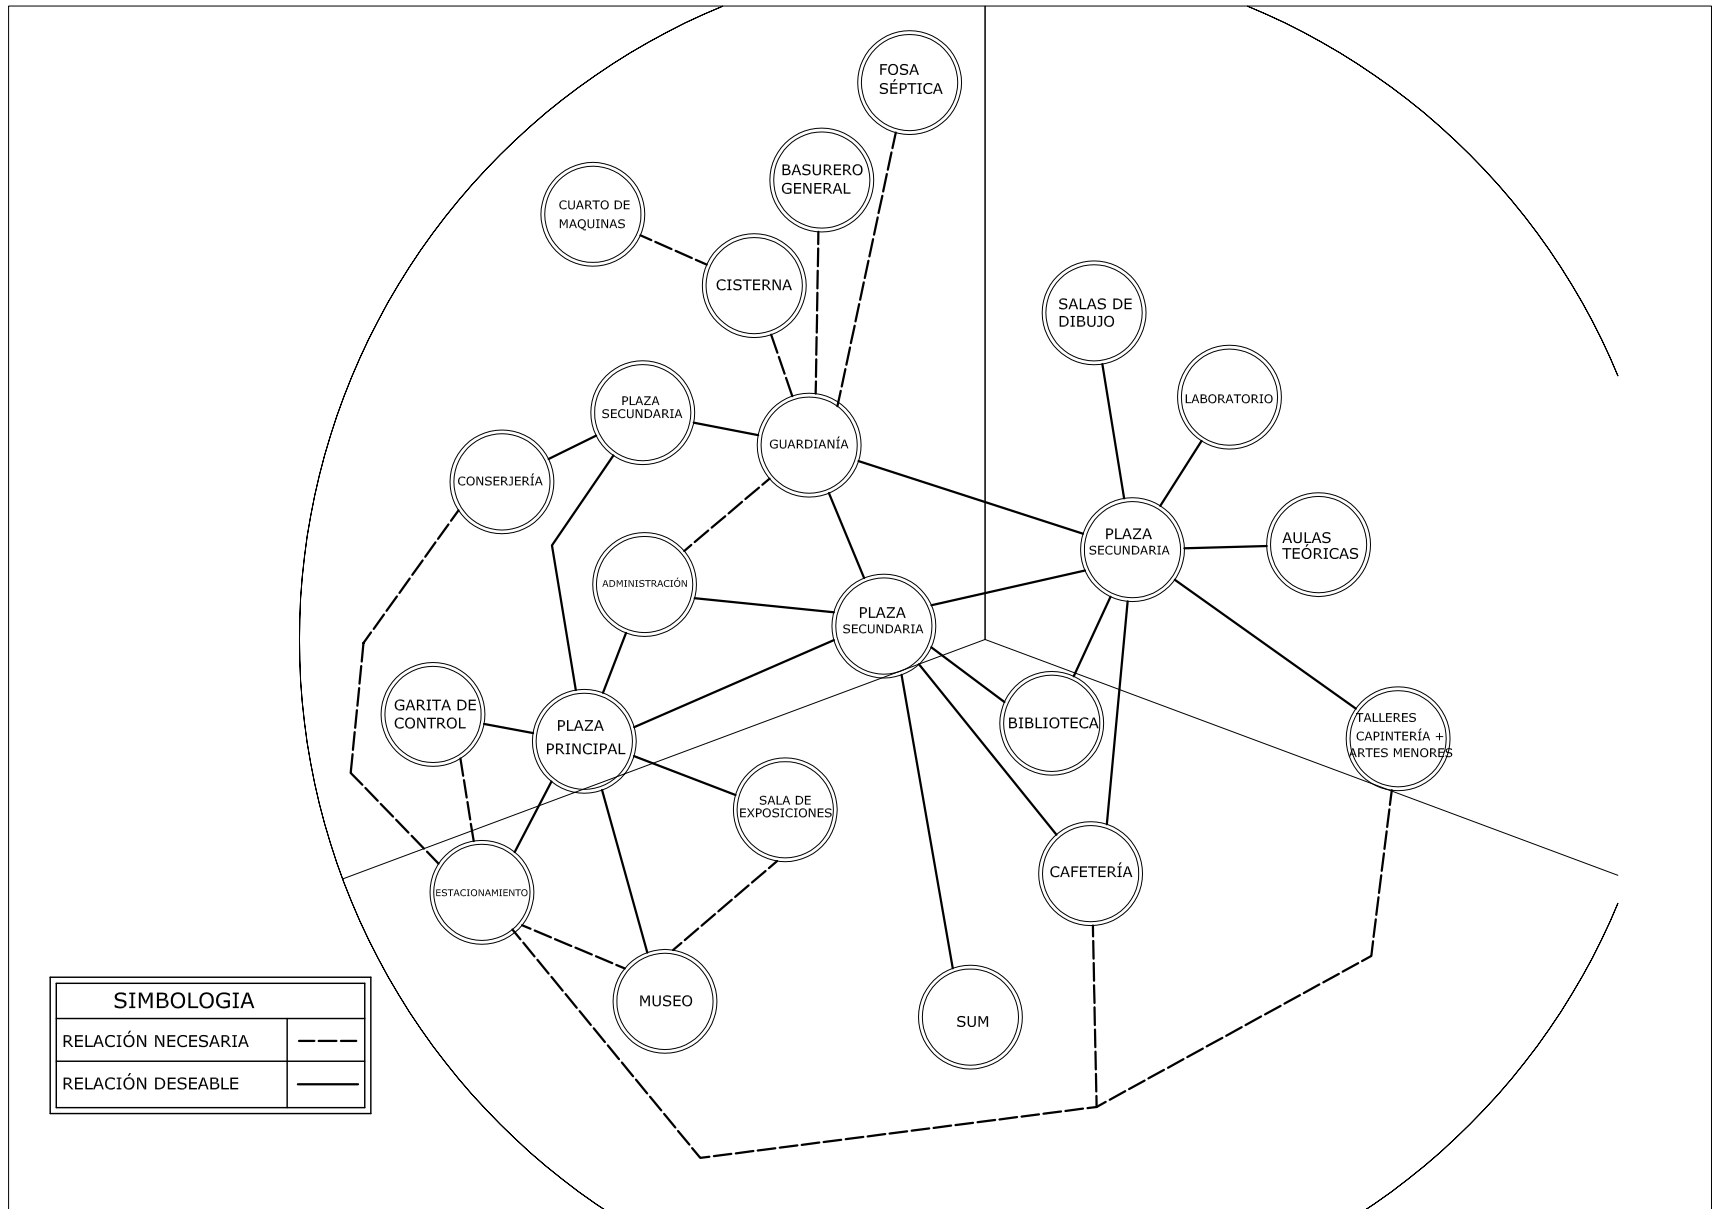 FOSA
SÉPTICA
BASURERO
GENERAL
CUARTO DE
MAQUINAS
CISTERNA
SALAS DE
DIBUJO
LABORATORIO
PLAZA
SECUNDARIA
GUARDIANÍA
CONSERJERÍA
PLAZA
SECUNDARIA
AULAS
TEÓRICAS
ADMINISTRACIÓN
PLAZA
SECUNDARIA
GARITA DE
CONTROL
PLAZA
PRINCIPAL
BIBLIOTECA
TALLERES
CAPINTERÍA +
ARTES MENORES
SALA DE
EXPOSICIONES
CAFETERÍA
ESTACIONAMIENTO
MUSEO
SUM
SIMBOLOGIA
RELACIÓN NECESARIA
RELACIÓN DESEABLE